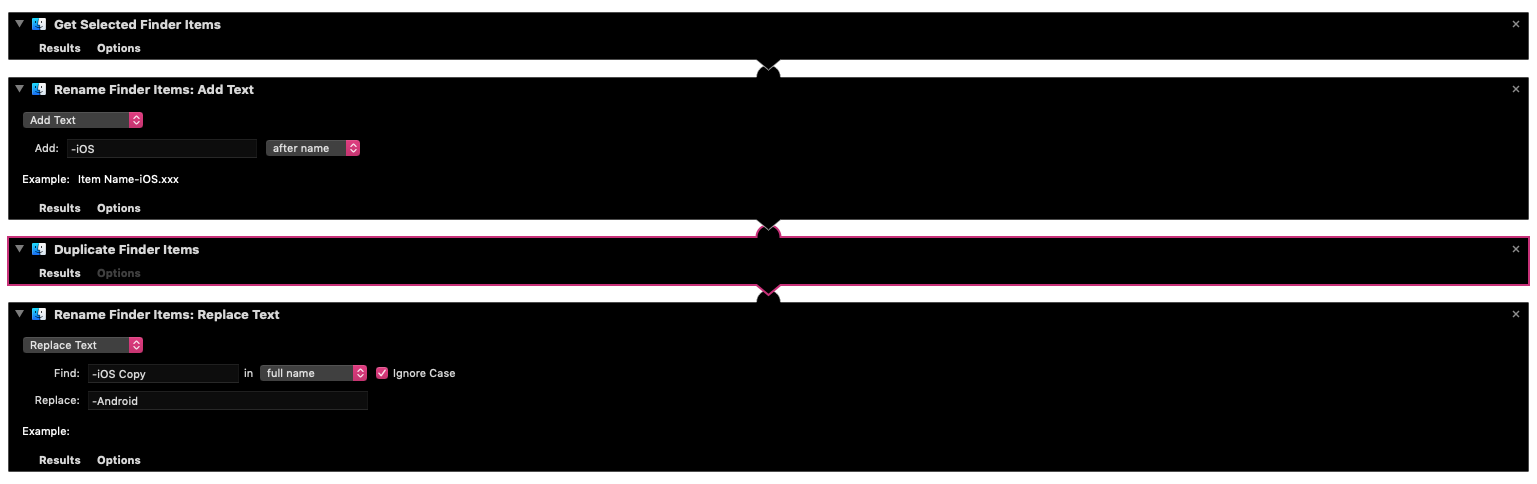 Get Selected Finder Items
Results Options
Rename Finder Items: Add Text
Add Text
Add: -iOS after name
Example: Item Name-iOS.xxx
Results Options
Duplicate Finder Items
Results Options
Rename Finder Items: Replace Text
Replace Text
Find: -iOS Copy in full name Ignore Case
Replace: -Android
Example:
Results Options